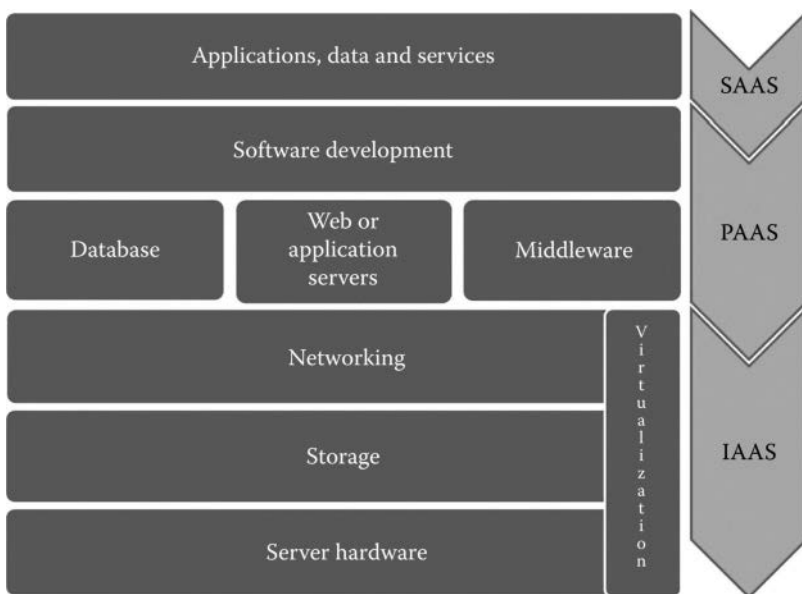 Applications, data and services
SAAS
Software development
Database
Web or
application
servers
Middleware
PAAS
Networking
Storage
Server hardware
Virtualization
IAAS